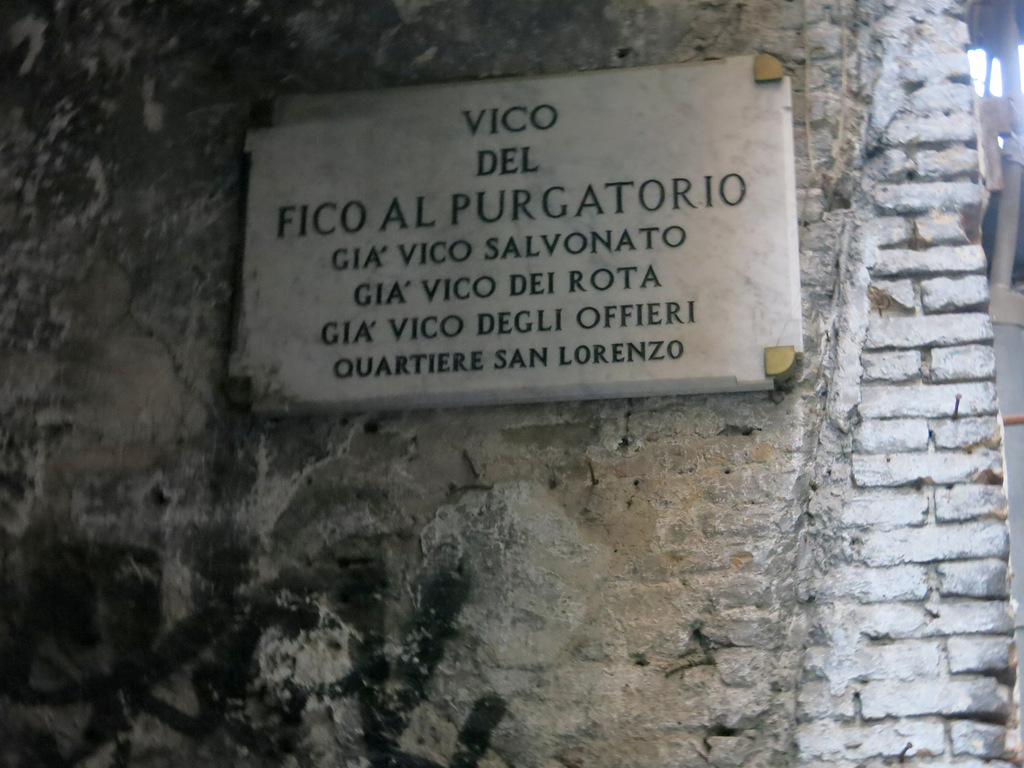 VICO
DEL
FICO AL PURGATORIO
GIA' VICO SALVONATO
GIA' VICO DEI ROTA
GIA' VICO DEGLI OFFIERI
QUARTIERE SAN LORENZO